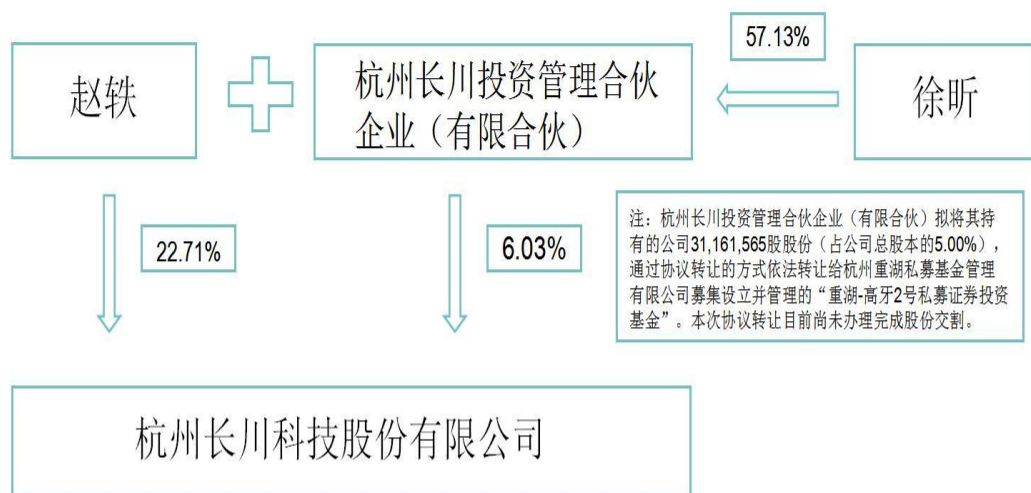 57.13%
赵轶
杭州长川投资管理合伙
企业（有限合伙）
徐昕
22.71%
6.03%
注：杭州长川投资管理合伙企业（有限合伙）拟将其持
有的公司31,161,565股股份（占公司总股本的5.00%），
通过协议转让的方式依法转让给杭州重湖私募基金管理
有限公司募集设立并管理的“重湖-高牙2号私募证券投资
基金”。本次协议转让目前尚未办理完成股份交割。
杭州长川科技股份有限公司